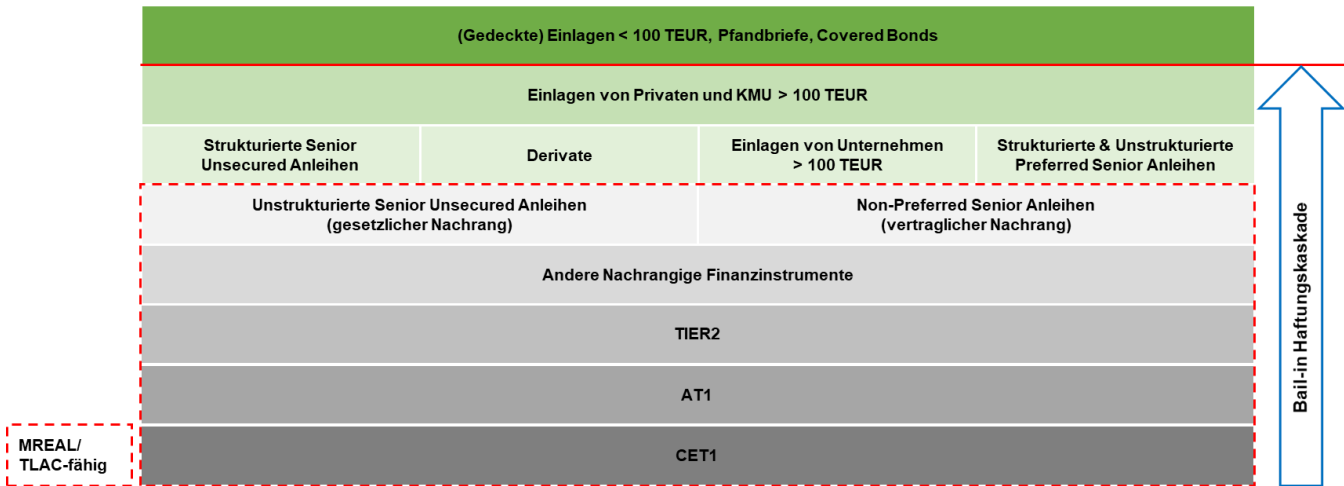 (Gedeckte) Einlagen < 100 TEUR, Pfandbriefe, Covered Bonds
Einlagen von Privaten und KMU > 100 TEUR
Strukturierte Senior
Unsecured Anleihen
Derivate
Einlagen von Unternehmen
> 100 TEUR
Strukturierte & Unstrukturierte
Preferred Senior Anleihen
Unstrukturierte Senior Unsecured Anleihen
(gesetzlicher Nachrang)
Non-Preferred Senior Anleihen
(vertraglicher Nachrang)
Andere Nachrangige Finanzinstrumente
TIER2
AT1
CET1
MREAL/
TLAC-fähig
Bail-in Haftungskaskade